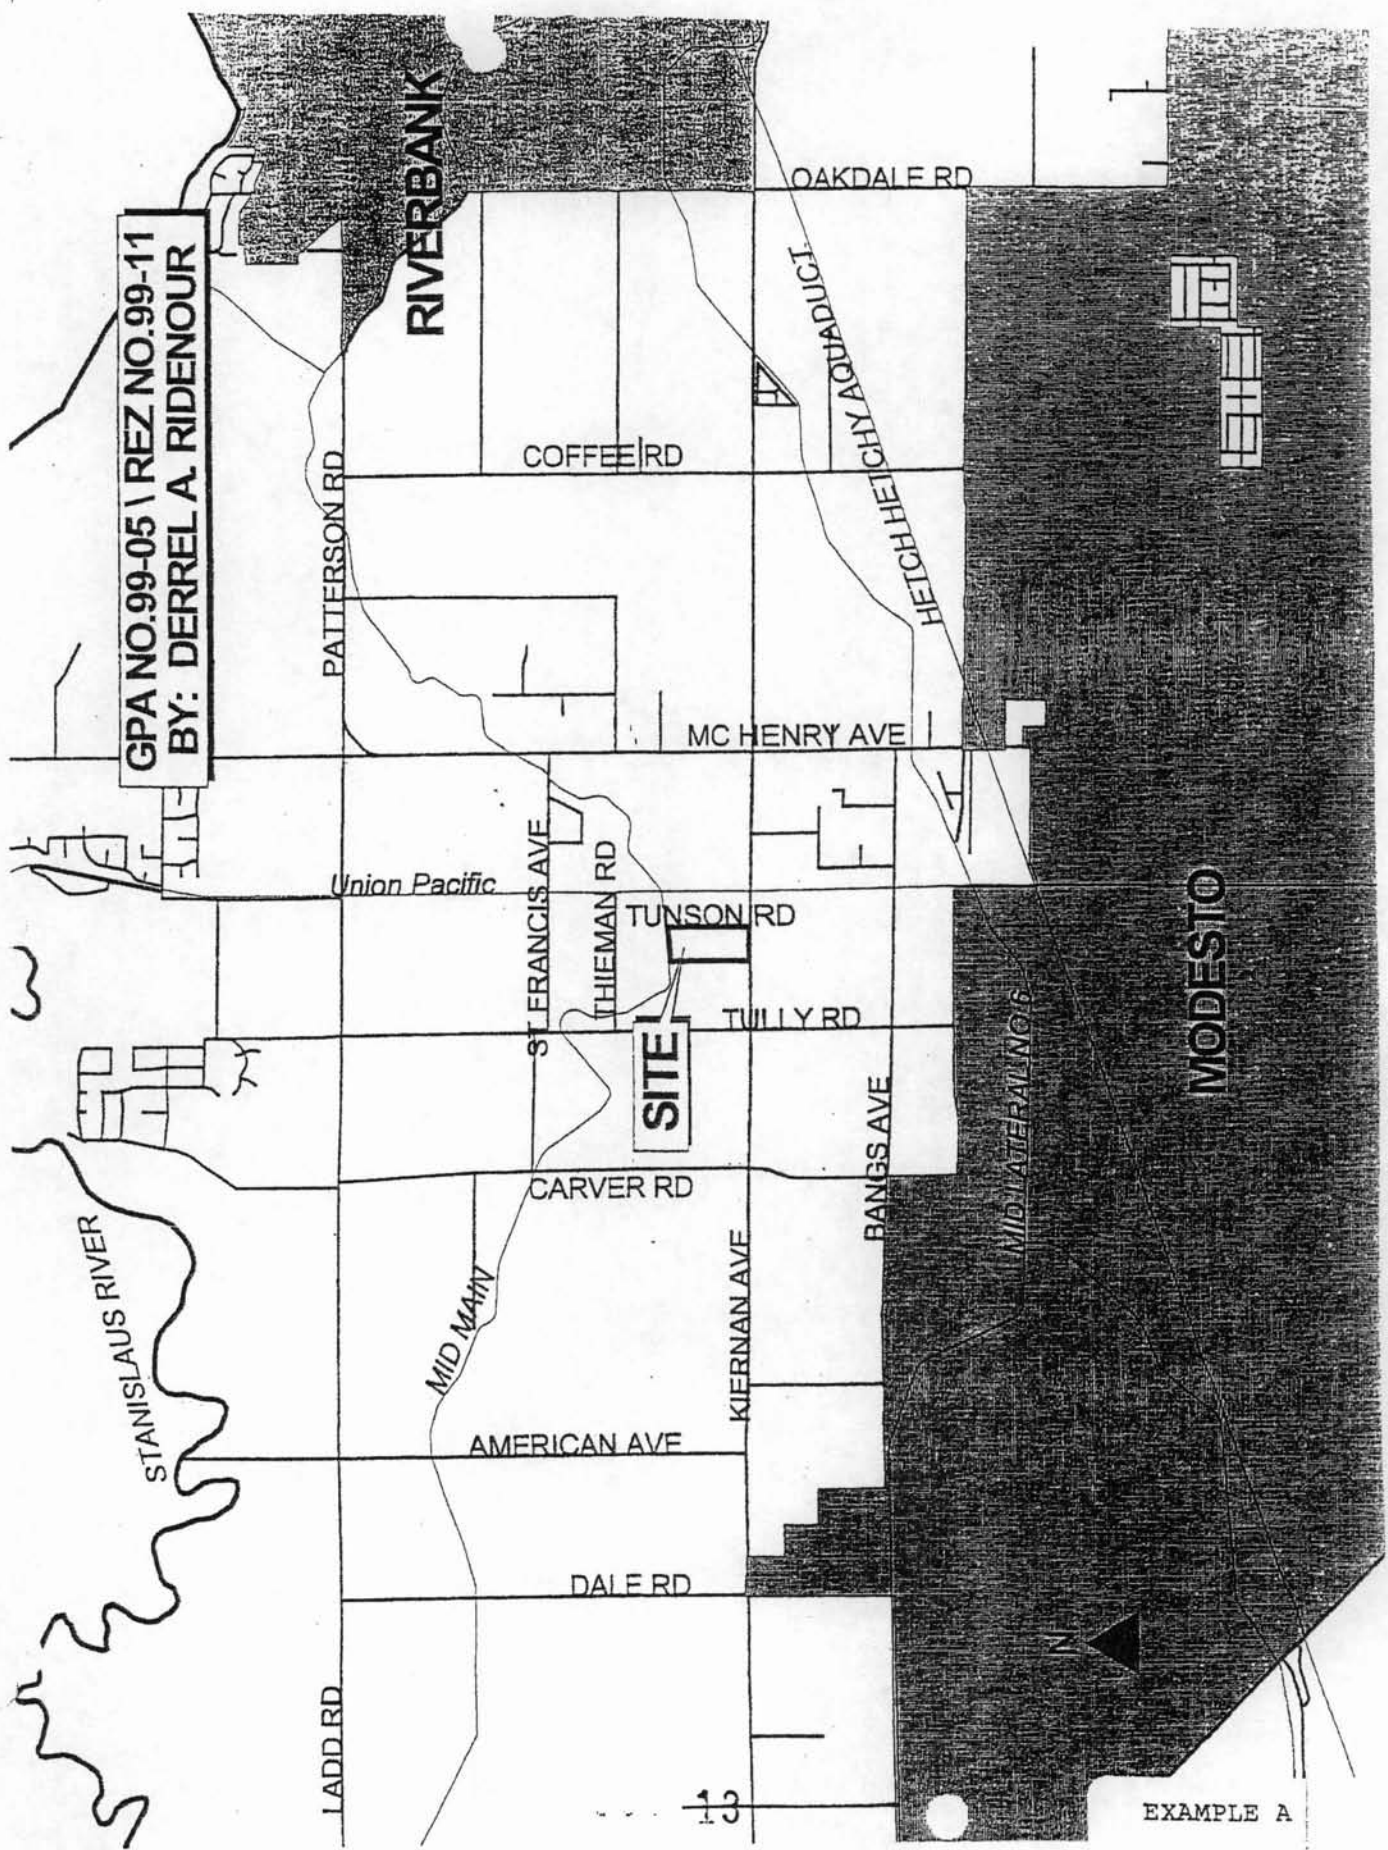 GPA NO.99-05 \ REZ NO.99-11
BY: DERREL A. RIDENOUR
RIVERBANK
OAKDALE RD
HETCH HETCHY AQUADUCT
COFFEE RD
PATTERSON RD
MC HENRY AVE
Union Pacific
ST FRANCIS AVE
THIEMAN RD
TUNSON RD
SITE
TULLY RD
MODESTO
MID LATERAL NO 6
BANGS AVE
CARVER RD
KIERNAN AVE
STANISLAUS RIVER
MID MAIN
AMERICAN AVE
DALE RD
LADD RD
N
13
EXAMPLE A